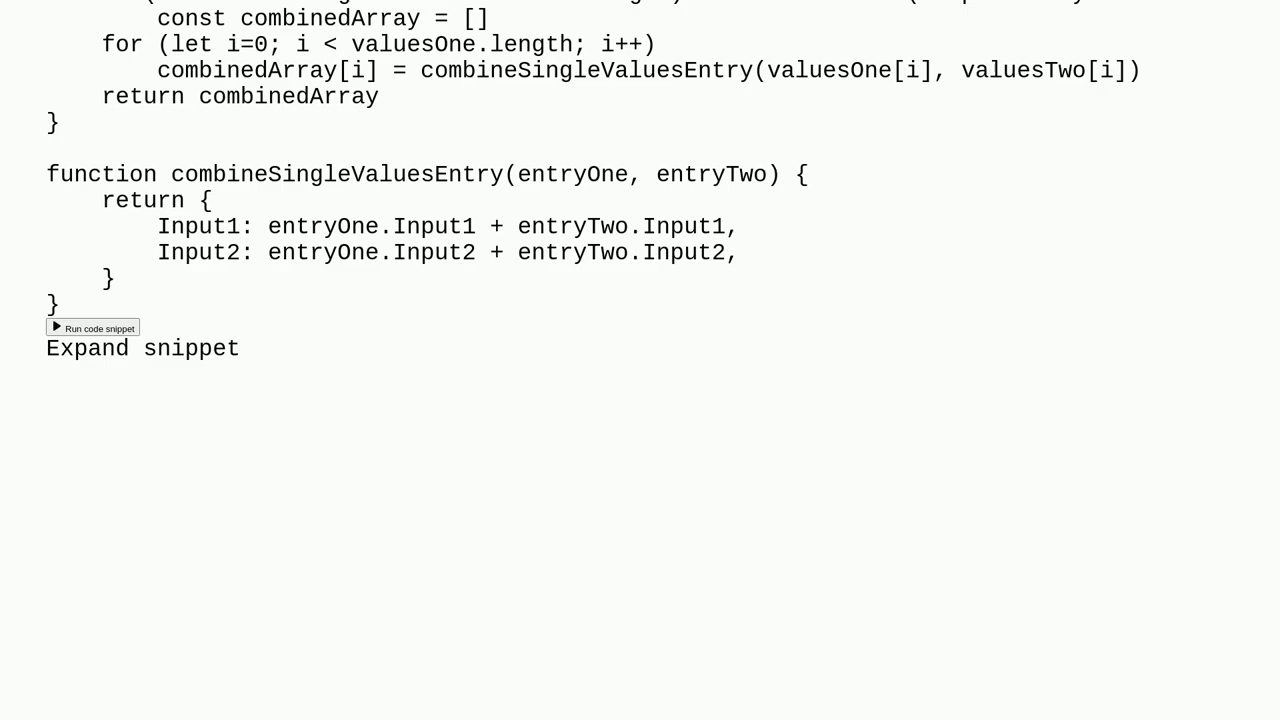 const combinedArray = []
for (let i=0; i < valuesOne.length; i++)
combinedArray[i] = combineSingleValuesEntry(valuesOne[i], valuesTwo[i])
return combinedArray
}
function combineSingleValuesEntry(entryOne, entryTwo) {
return {
Input1: entryOne.Input1 + entryTwo.Input1,
Input2: entryOne.Input2 + entryTwo.Input2,
}
}
Run code snippet
Expand snippet